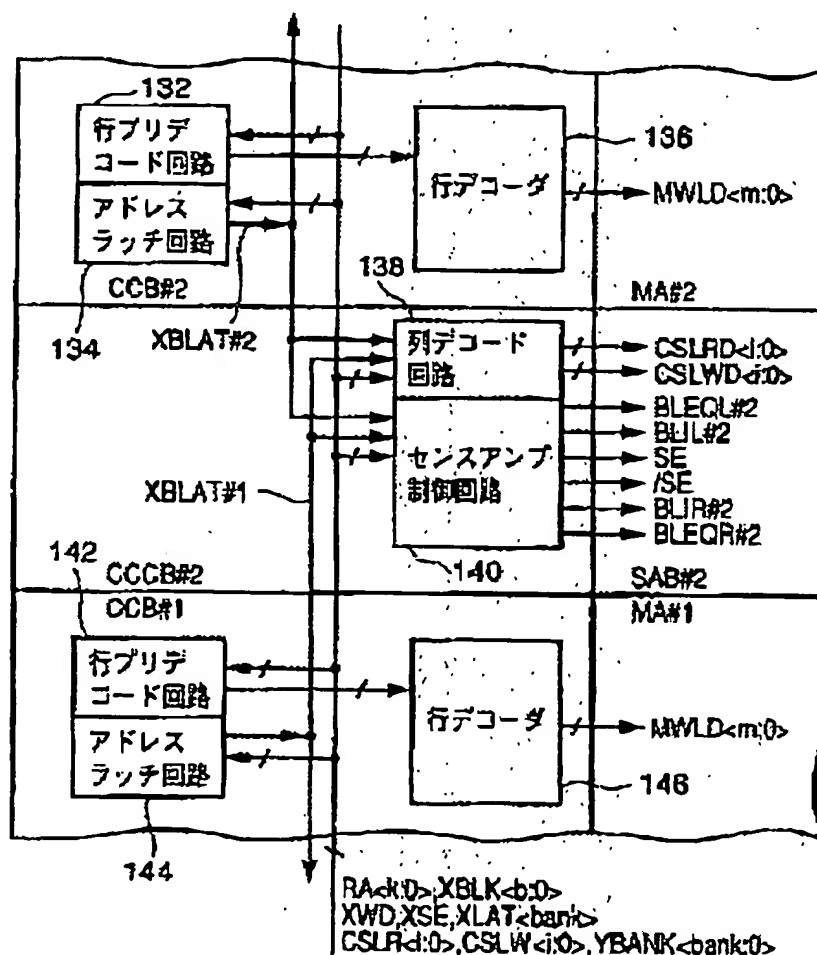 132
行プリデ
コード回路
アドレス
ラッチ回路
134
CCB#2
XBLAT#2
行デコーダ
136
MWLD<m:0>
MA#2
138
列デコード
回路
CSLRD<i:0>
CSLWD<i:0>
BLEQL#2
BLIL#2
SE
/SE
BLIR#2
BLEQR#2
センスアンプ
制御回路
XBLAT#1
140
CCCB#2
SAB#2
CCB#1
MA#1
142
行プリデ
コード回路
アドレス
ラッチ回路
144
行デコーダ
MWLD<m:0>
146
RA<k:0>,XBLK<b:0>
XWD,XSE,XLAT<bank>
CSLR<i:0>,CSLW<i:0>,YBANK<bank:0>